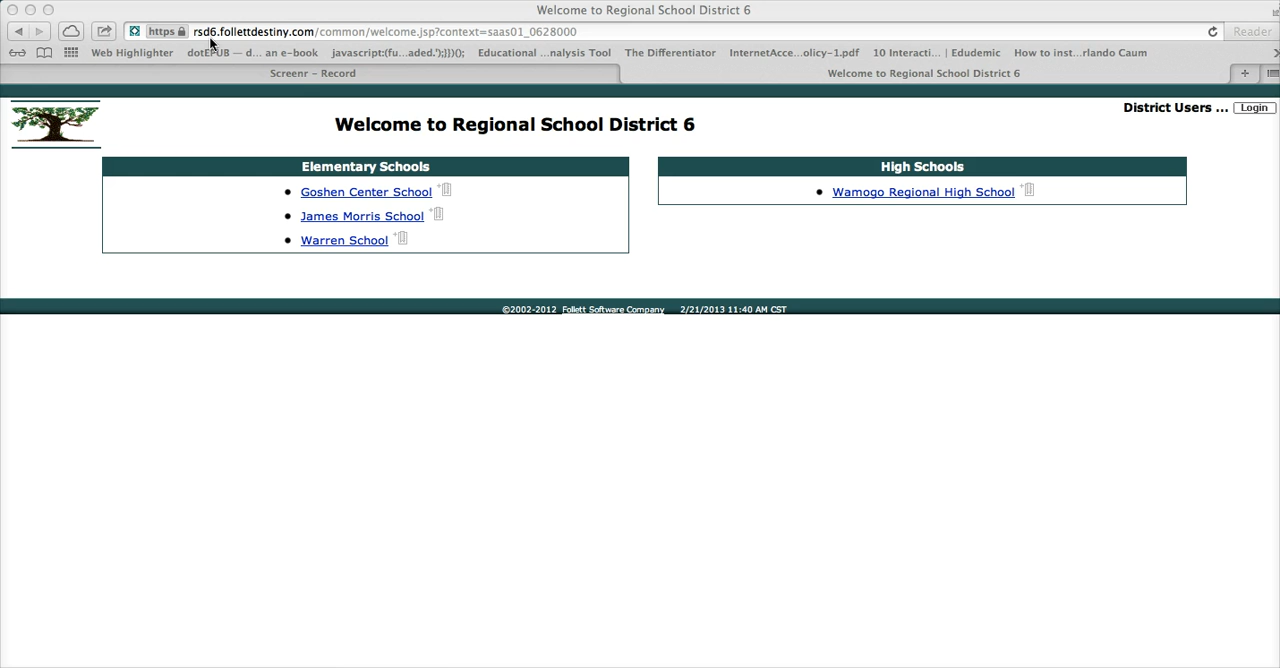 Welcome to Regional School District 6
https rsd6.follettdestiny.com/common/welcome.jsp?context=saas01_0628000 Reader
Web Highlighter dotEPUB — d... an e-book javascript:(fu...aded.');}})(); Educational ...nalysis Tool The Differentiator InternetAcce...olicy-1.pdf 10 Interacti... | Edudemic How to inst...rlando Caum
Screenr – Record Welcome to Regional School District 6 +
District Users ... Login
Welcome to Regional School District 6
Elementary Schools
Goshen Center School
James Morris School
Warren School
High Schools
Wamogo Regional High School
©2002-2012 Follett Software Company 2/21/2013 11:40 AM CST